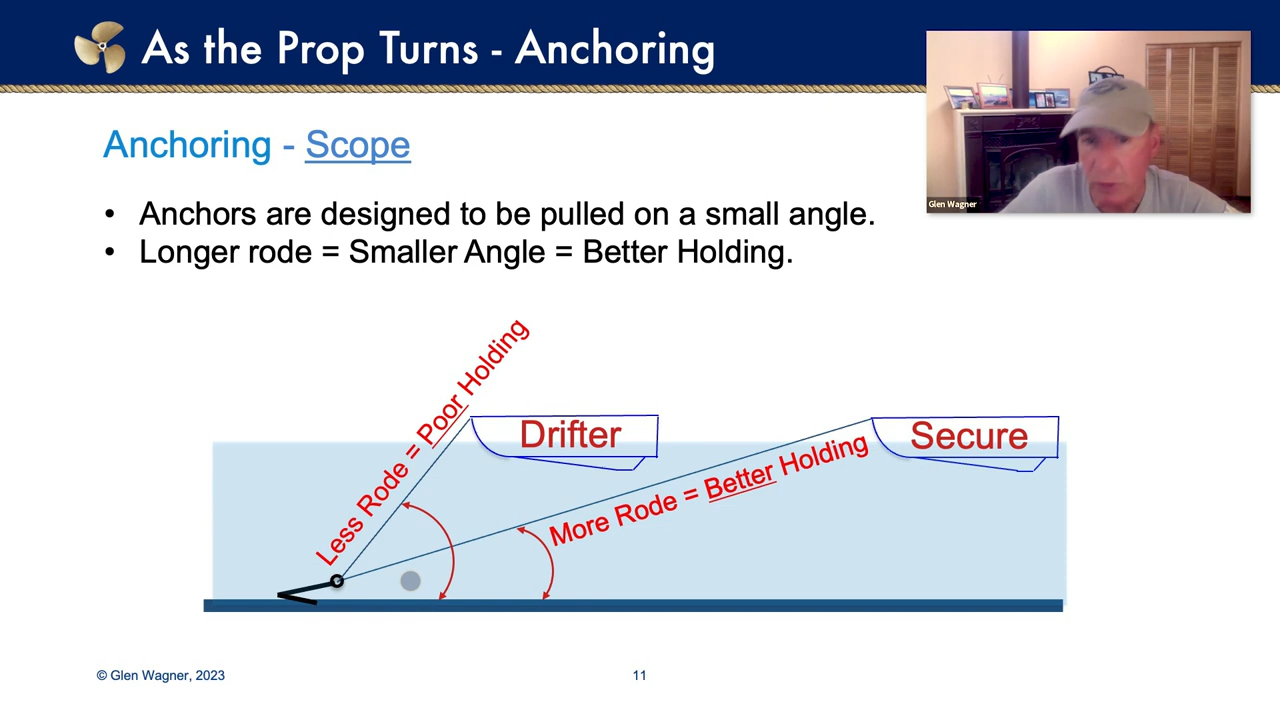 As the Prop Turns - Anchoring
Glen Wagner
Anchoring - Scope
• Anchors are designed to be pulled on a small angle.
• Longer rode = Smaller Angle = Better Holding.
Less Rode = Poor Holding
Drifter
More Rode = Better Holding
Secure
© Glen Wagner, 2023
11